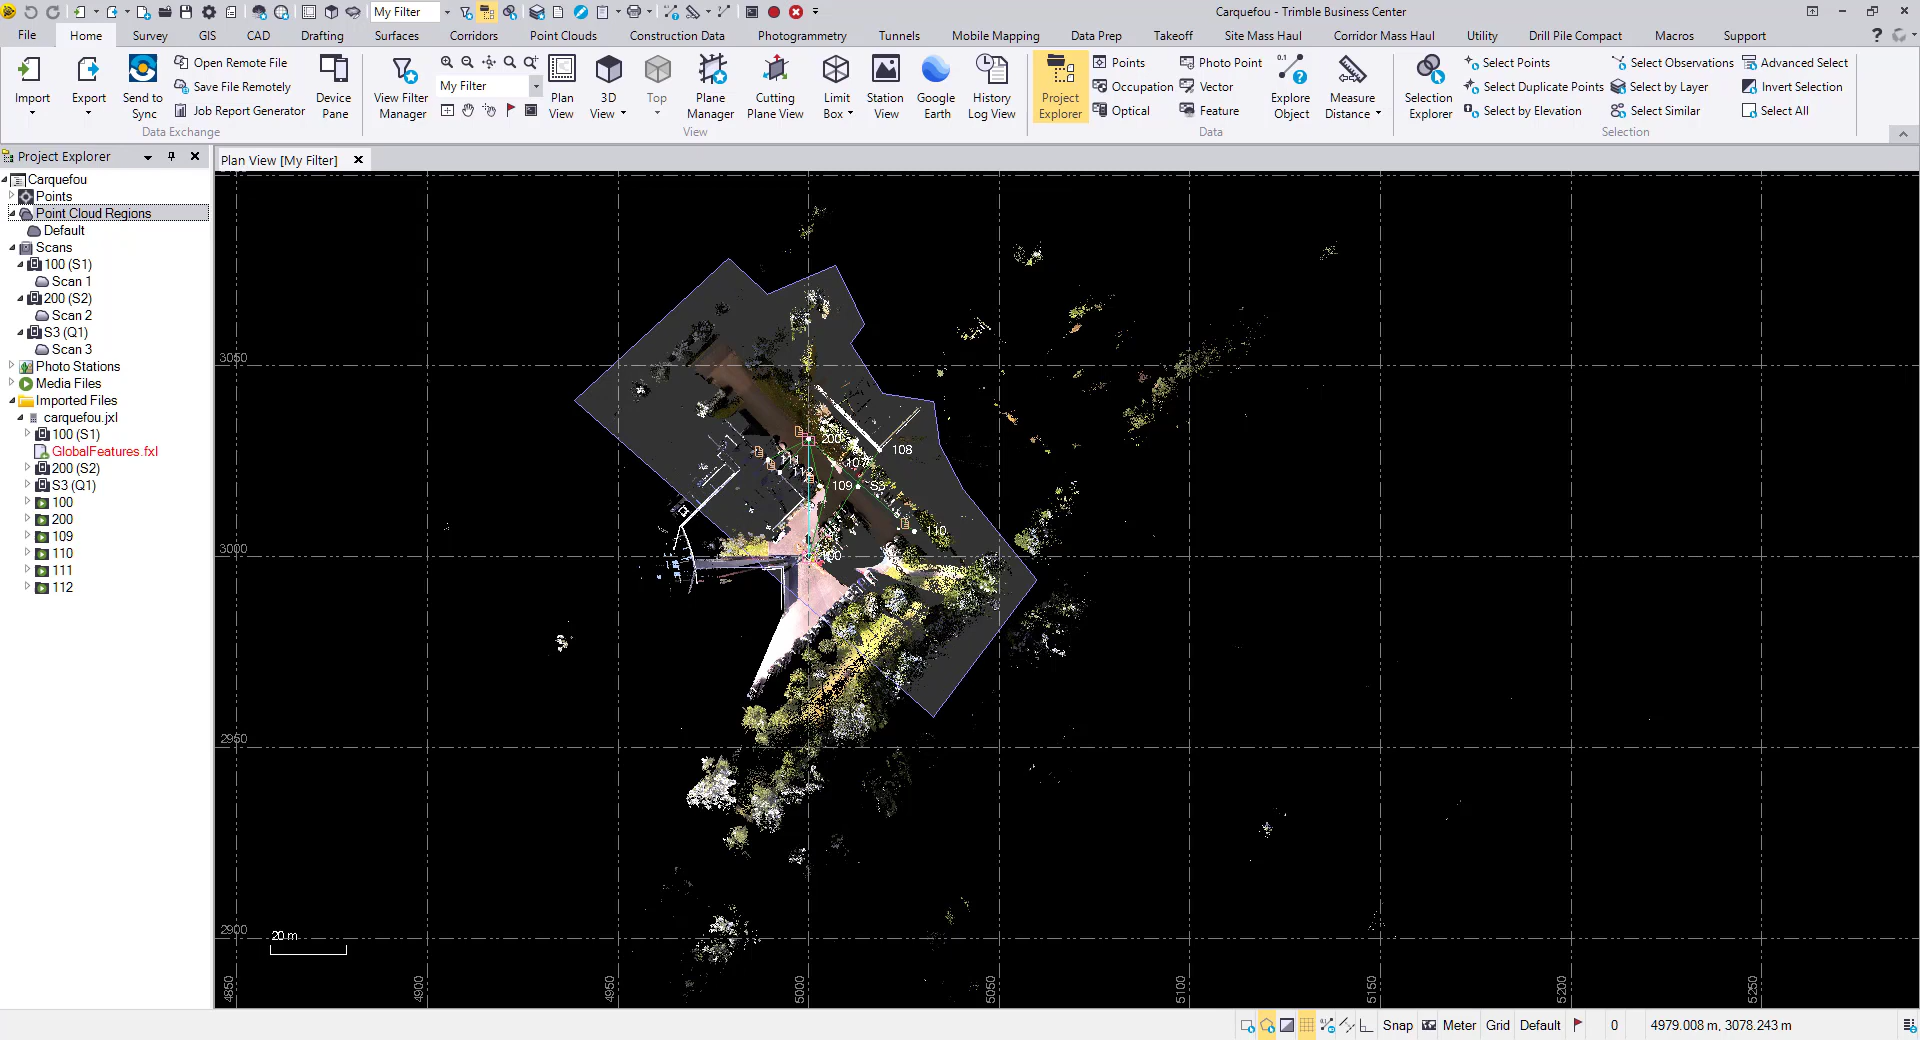 My Filter
Carquefou - Trimble Business Center
File Home Survey GIS CAD Drafting Surfaces Corridors Point Clouds Construction Data Photogrammetry Tunnels Mobile Mapping Data Prep Takeoff Site Mass Haul Corridor Mass Haul Utility Drill Pile Compact Macros Support
Import
Export
Send to Sync
Open Remote File
Save File Remotely
Job Report Generator
Device Pane
Data Exchange
View Filter Manager
My Filter
Plan View
3D View
Top
Plane Manager
Cutting Plane View
Limit Box
Station View
Google Earth
History Log View
View
Project Explorer
Points
Occupation
Optical
Photo Point
Vector
Feature
Explore Object
Measure Distance
Data
Selection Explorer
Select Points
Select Duplicate Points
Select by Elevation
Select Observations
Select by Layer
Select Similar
Advanced Select
Invert Selection
Select All
Selection
Project Explorer
Plan View [My Filter]
Carquefou
Points
Point Cloud Regions
Default
Scans
100 (S1)
Scan 1
200 (S2)
Scan 2
S3 (Q1)
Scan 3
Photo Stations
Media Files
Imported Files
carquefou.jxl
100 (S1)
GlobalFeatures.fxl
200 (S2)
S3 (Q1)
100
200
109
110
111
112
3050
3000
2950
2900
200
108
111
107
112
109
S3
110
100
20 m
4850 4900 4950 5000 5050 5100 5150 5200 5250
Snap Meter Grid Default 0 4979.008 m, 3078.243 m